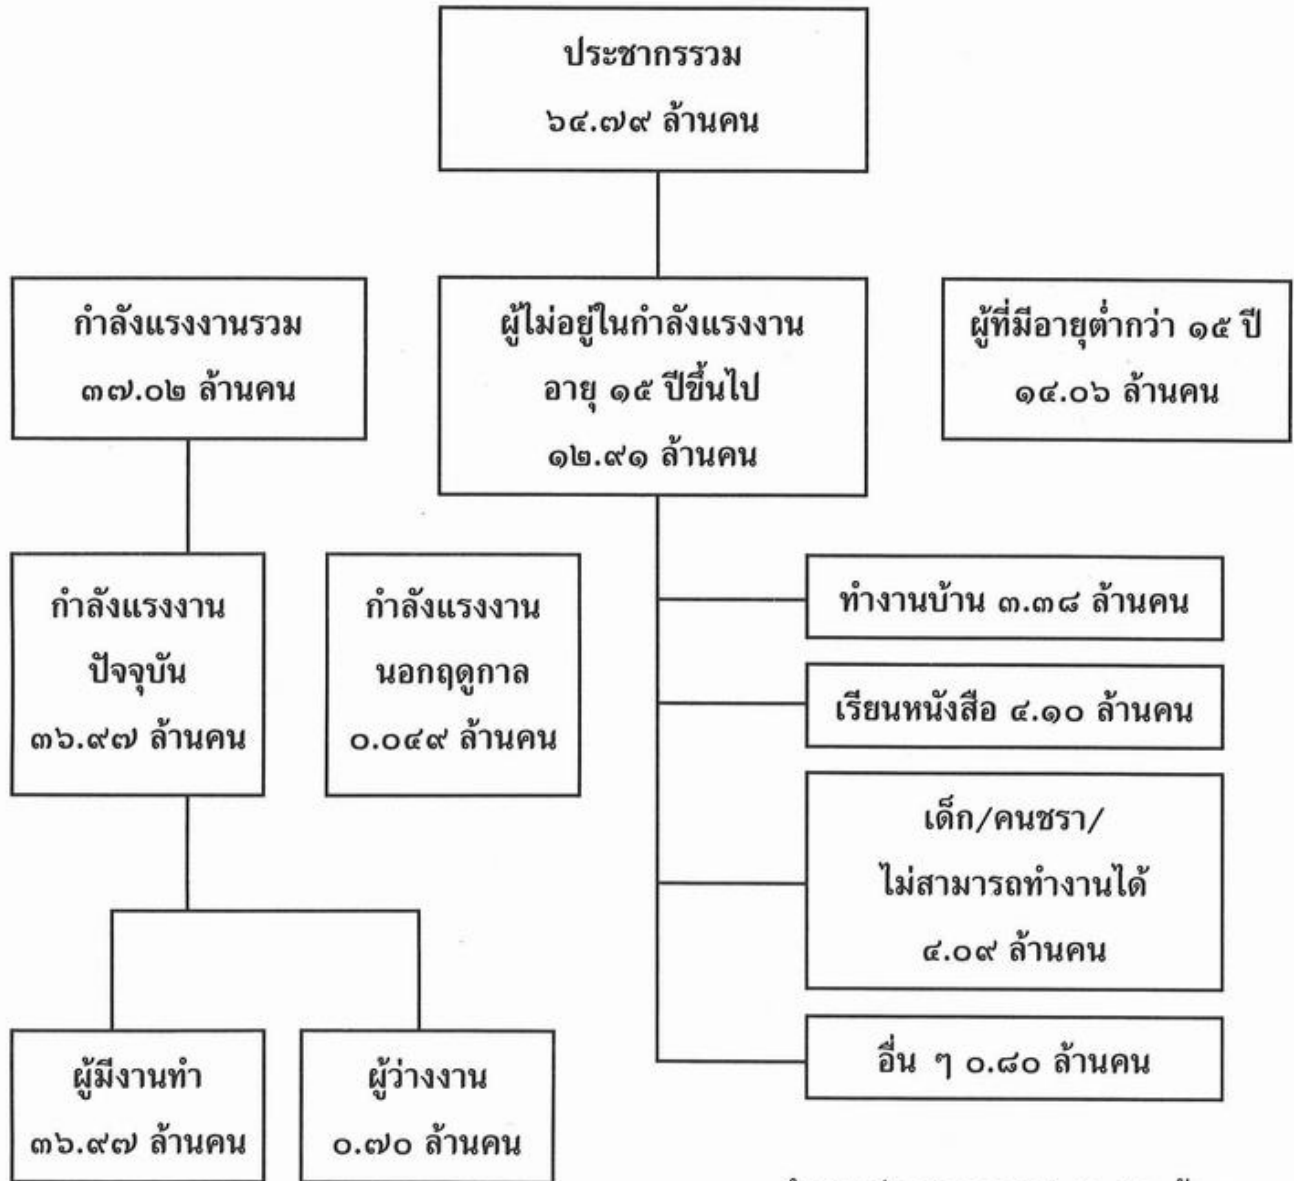 ประชากรรวม
๖๔.๗๙ ล้านคน
กำลังแรงงานรวม
๓๗.๐๒ ล้านคน
ผู้ไม่อยู่ในกำลังแรงงาน
อายุ ๑๕ ปีขึ้นไป
๑๒.๙๑ ล้านคน
ผู้ที่มีอายุต่ำกว่า ๑๕ ปี
๑๔.๐๖ ล้านคน
กำลังแรงงาน
ปัจจุบัน
๓๖.๙๗ ล้านคน
กำลังแรงงาน
นอกฤดูกาล
๐.๐๔๙ ล้านคน
ทำงานบ้าน ๓.๓๘ ล้านคน
เรียนหนังสือ ๔.๑๐ ล้านคน
เด็ก/คนชรา/
ไม่สามารถทำงานได้
๔.๐๙ ล้านคน
อื่น ๆ ๐.๘๐ ล้านคน
ผู้มีงานทำ
๓๖.๙๗ ล้านคน
ผู้ว่างงาน
๐.๗๐ ล้านคน